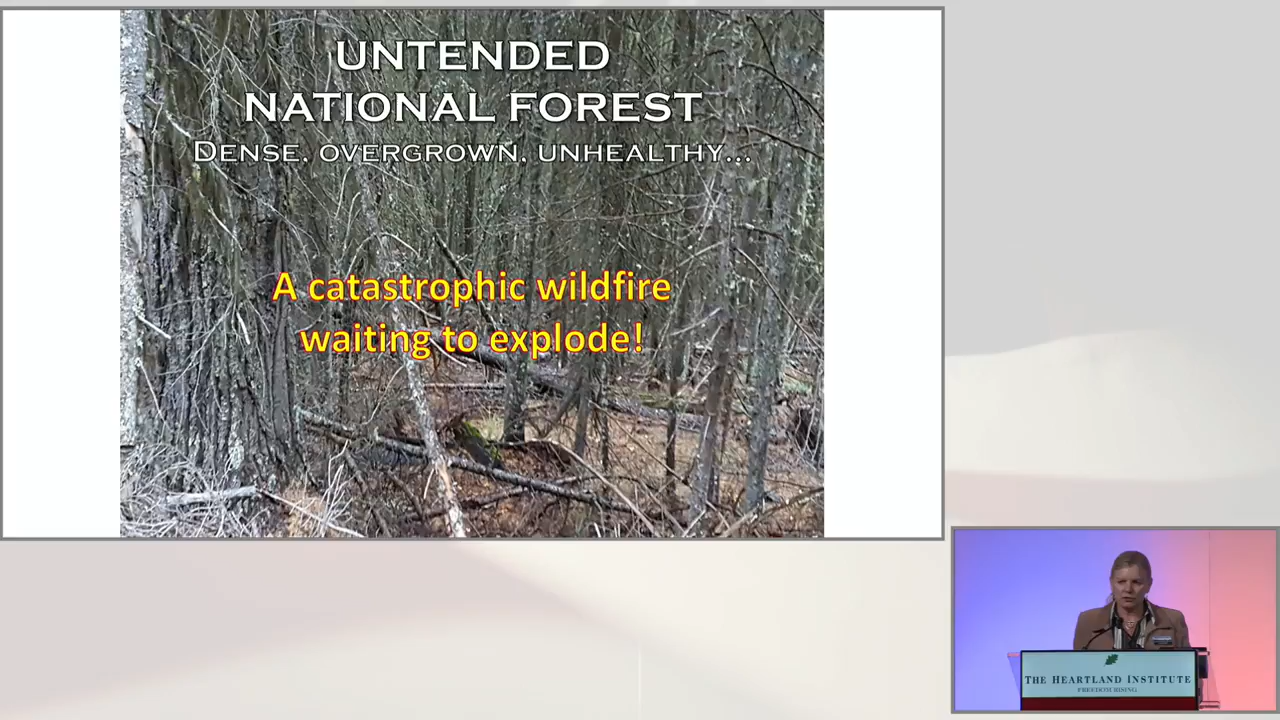 UNTENDED
NATIONAL FOREST
DENSE, OVERGROWN, UNHEALTHY...
A catastrophic wildfire
waiting to explode!
THE HEARTLAND INSTITUTE
FREEDOM RISING